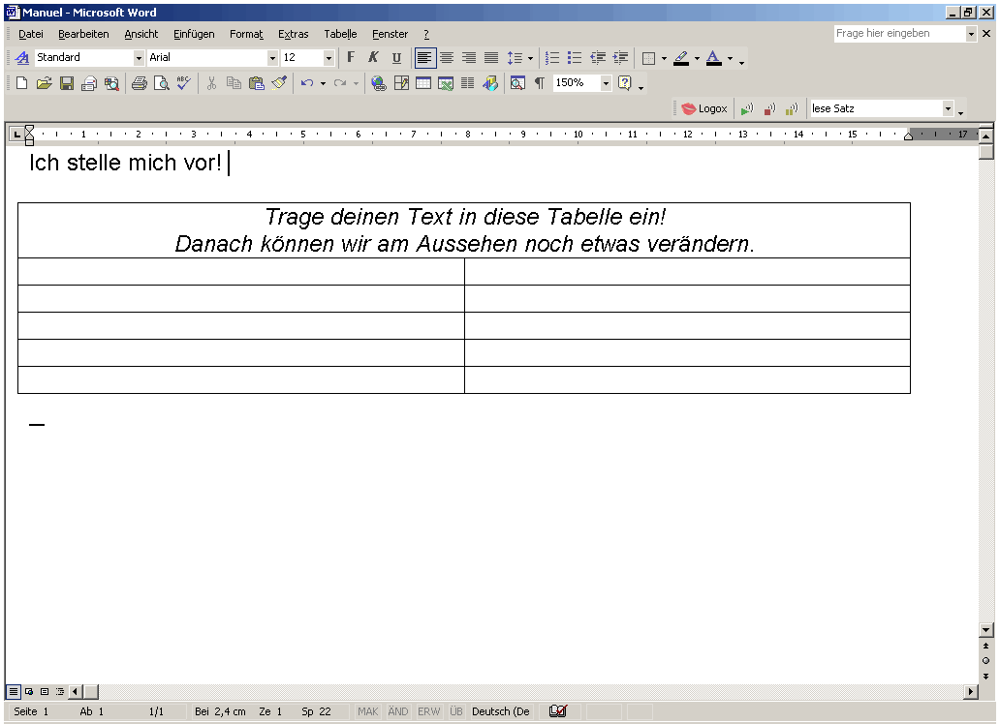 Manuel - Microsoft Word
Datei Bearbeiten Ansicht Einfügen Format Extras Tabelle Fenster ? Frage hier eingeben
Standard Arial 12 F K U
150%
Logox lese Satz
1 2 3 4 5 6 7 8 9 10 11 12 13 14 15 17
Ich stelle mich vor!
Trage deinen Text in diese Tabelle ein!
Danach können wir am Aussehen noch etwas verändern.
Seite 1 Ab 1 1/1 Bei 2,4 cm Ze 1 Sp 22 MAK ÄND ERW ÜB Deutsch (De